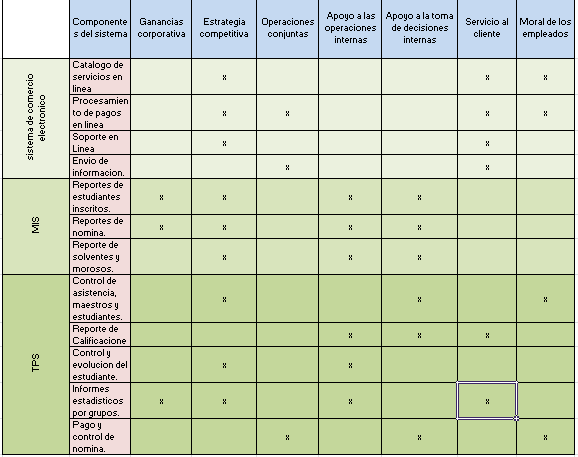 Componente
s del sistema
Ganancias
corporativa
Estrategia
competitiva
Operaciones
conjuntas
Apoyo a las
operaciones
internas
Apoyo a la toma
de decisiones
internas
Servicio al
cliente
Moral de los
empleados
sistema de comercio
electronico
Catalogo de
servicios en
linea
x x x
Procesamien
to de pagos
en linea
x x x x
Soporte en
Linea
x x
Envio de
informacion.
x x
MIS
Reportes de
estudiantes
inscritos.
x x x x
Reportes de
nomina.
x x x x
Reporte de
solventes y
morosos.
x x x
TPS
Control de
asistencia,
maestros y
estudiantes.
x x x
Reporte de
Calificacione
x x x
Control y
evolucion del
estudiante.
x x
Informes
estadisticos
por grupos.
x x x x
Pago y
control de
nomina.
x x x